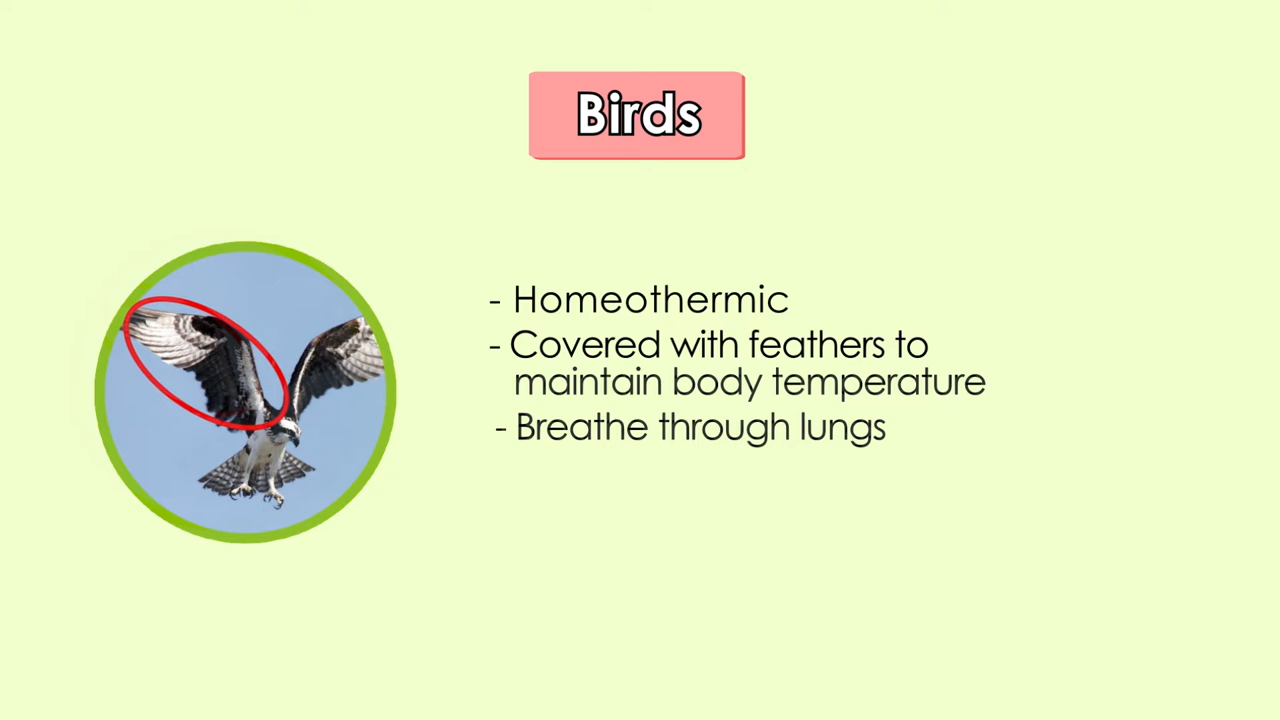 Birds
- Homeothermic
- Covered with feathers to
maintain body temperature
- Breathe through lungs